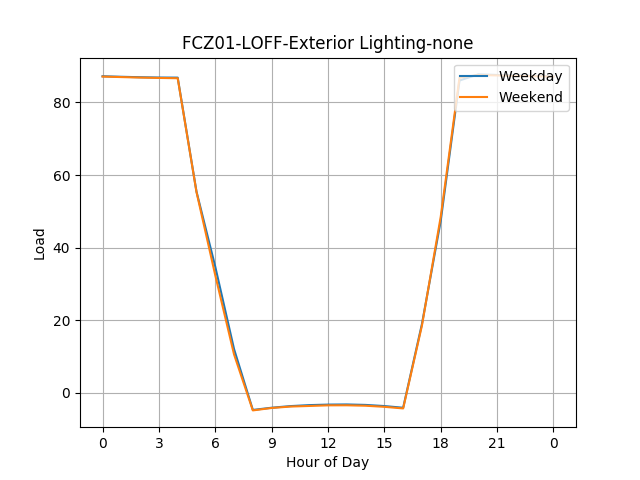 FCZ01-LOFF-Exterior Lighting-none
Weekday
Weekend
80
60
40
20
0
Load
0 3 6 9 12 15 18 21 0
Hour of Day